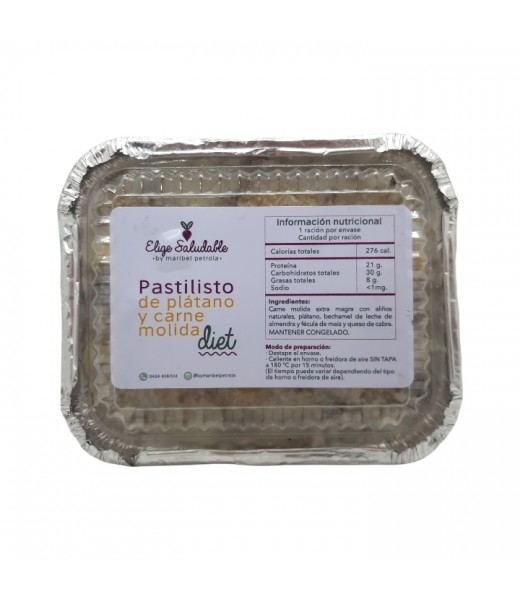 Elige Saludable
•by maribel petrola•
Pastilisto
de plátano
y carne
molida
diet
@bymaribelpetrola
Información nutricional
1 ración por envase
Cantidad por ración
Calorías totales 276 cal.
Proteína 21 g.
Carbohidratos totales 30 g.
Grasas totales 8 g.
Sodio <1mg.
Ingredientes:
Carne molida extra magra con aliños
naturales, plátano, bechamel de leche de
almendra y fécula de maíz y queso de cabra.
MANTENER CONGELADO.
Modo de preparación:
· Destape el envase.
· Caliente en horno o freidora de aire SIN TAPA
a 180 °C por 15 minutos.
(El tiempo puede variar dependiendo del tipo
de horno o freidora de aire).